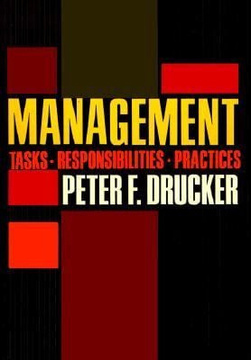 MANAGEMENT
TASKS · RESPONSIBILITIES · PRACTICES
PETER F. DRUCKER